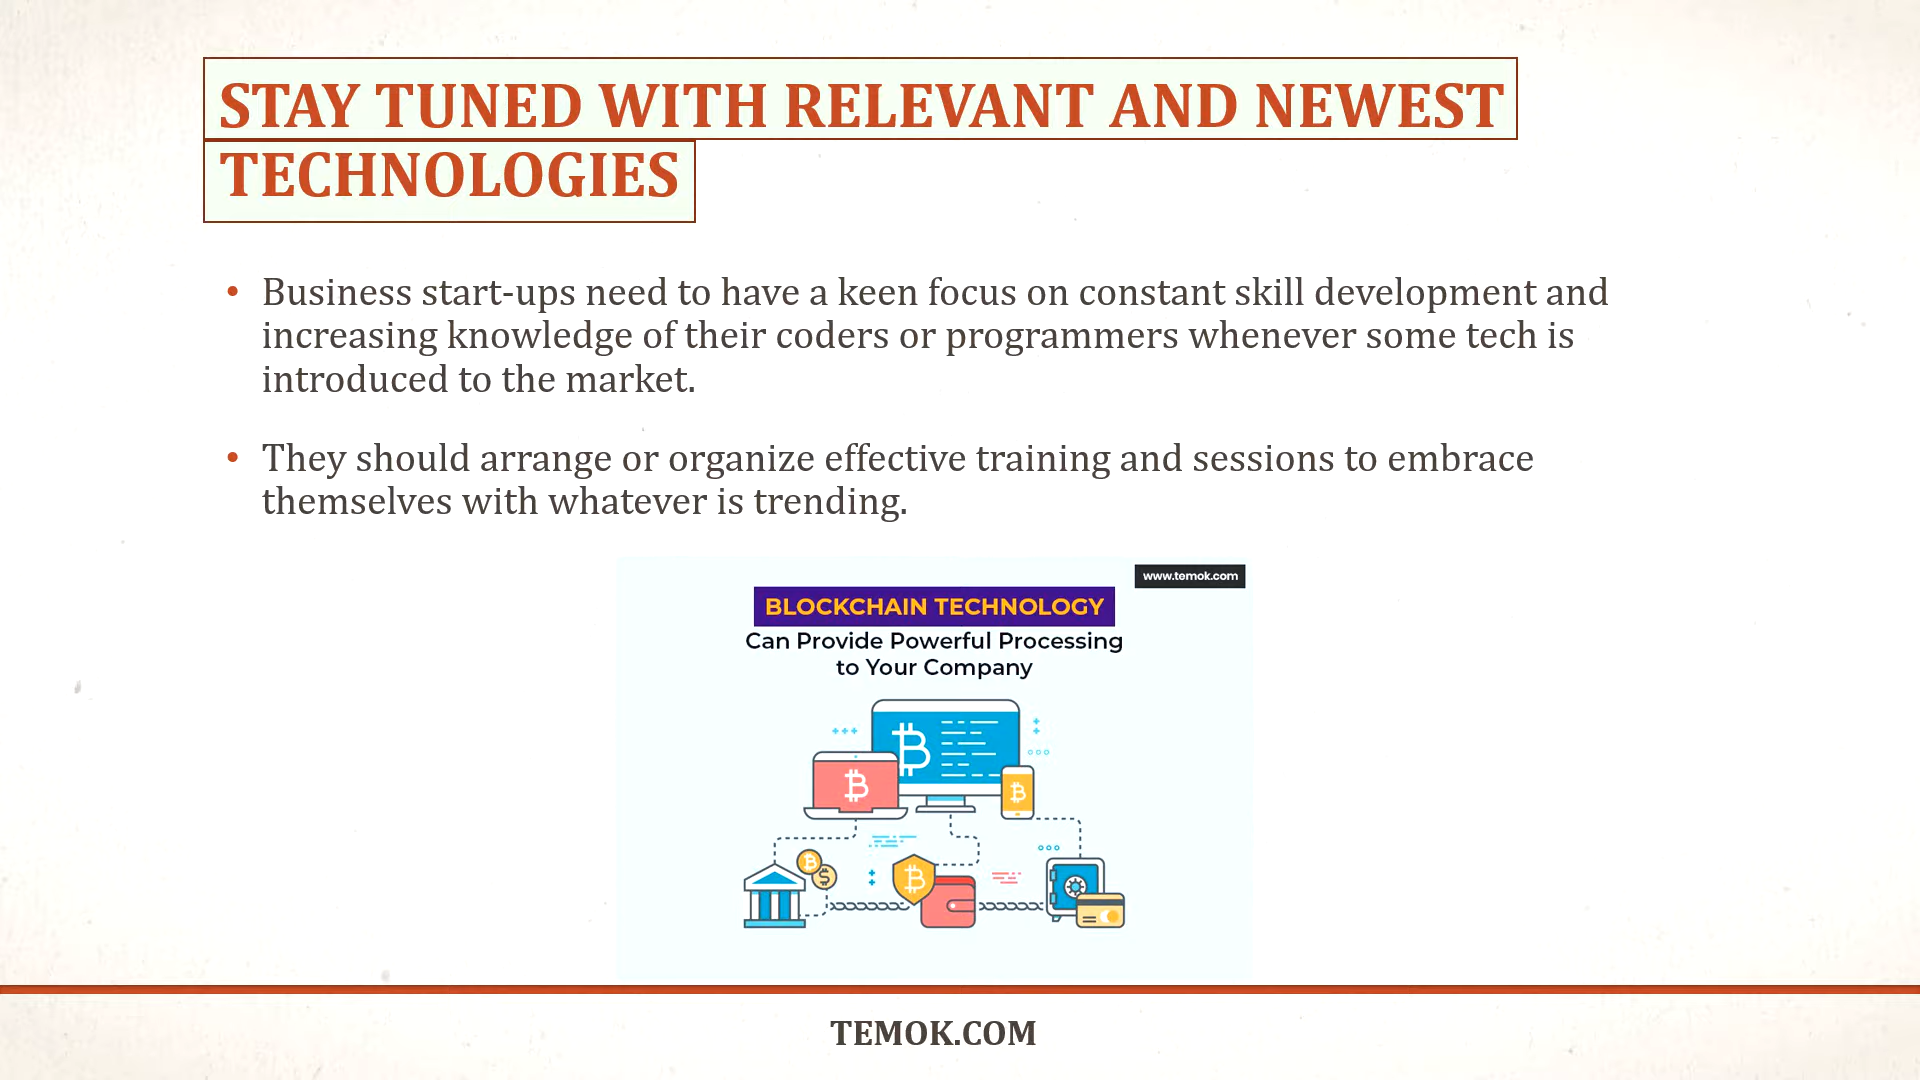 STAY TUNED WITH RELEVANT AND NEWEST
TECHNOLOGIES
• Business start-ups need to have a keen focus on constant skill development and
increasing knowledge of their coders or programmers whenever some tech is
introduced to the market.
• They should arrange or organize effective training and sessions to embrace
themselves with whatever is trending.
www.temok.com
BLOCKCHAIN TECHNOLOGY
Can Provide Powerful Processing
to Your Company
TEMOK.COM